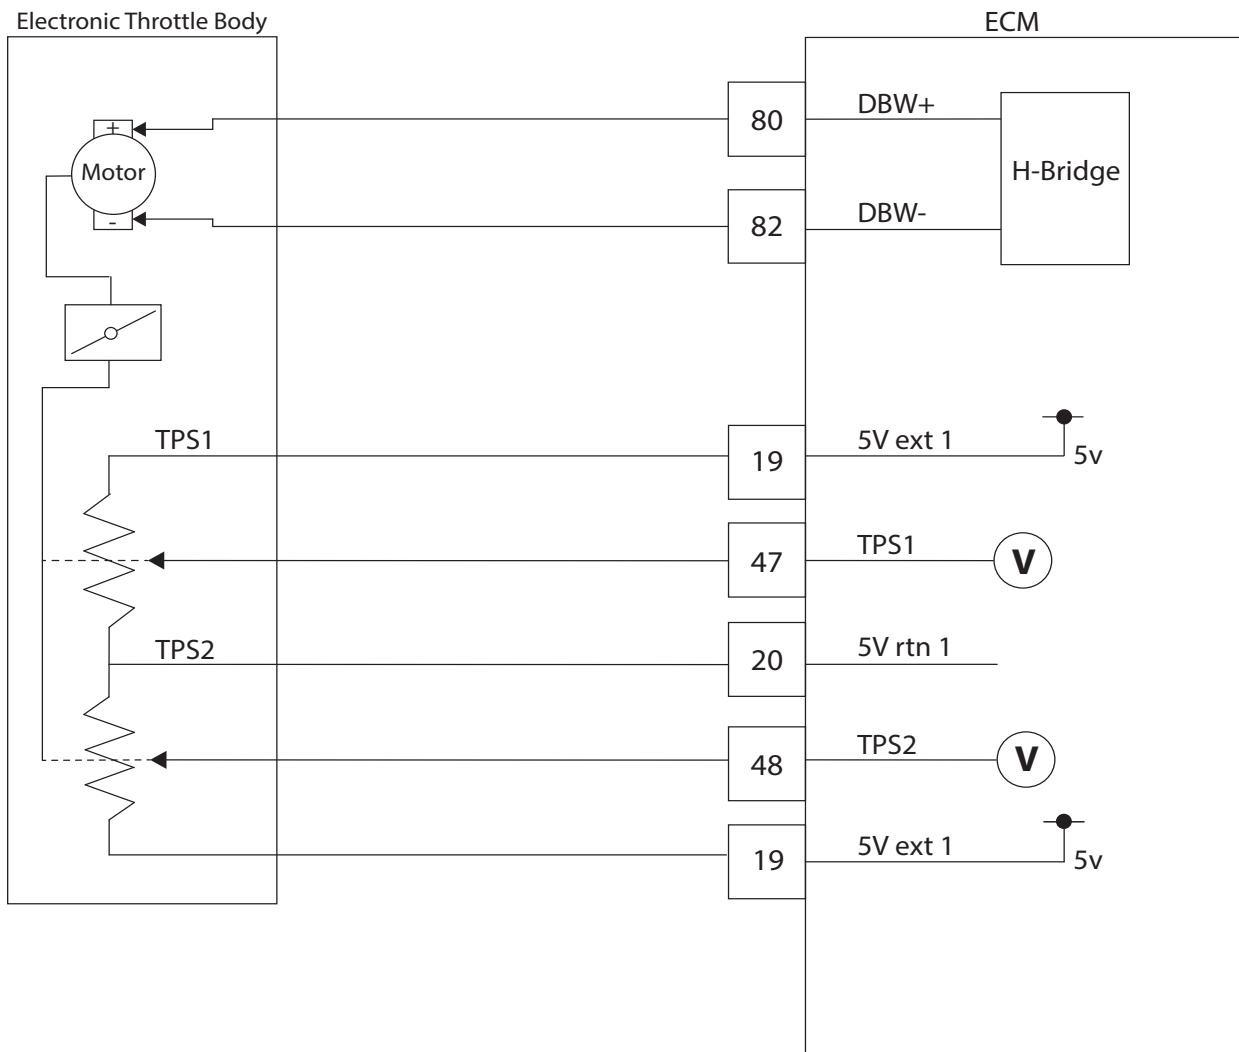 Electronic Throttle Body
ECM
80
DBW+
+
Motor
-
H-Bridge
82
DBW-
TPS1
19
5V ext 1
5v
47
TPS1
V
TPS2
20
5V rtn 1
48
TPS2
V
19
5V ext 1
5v